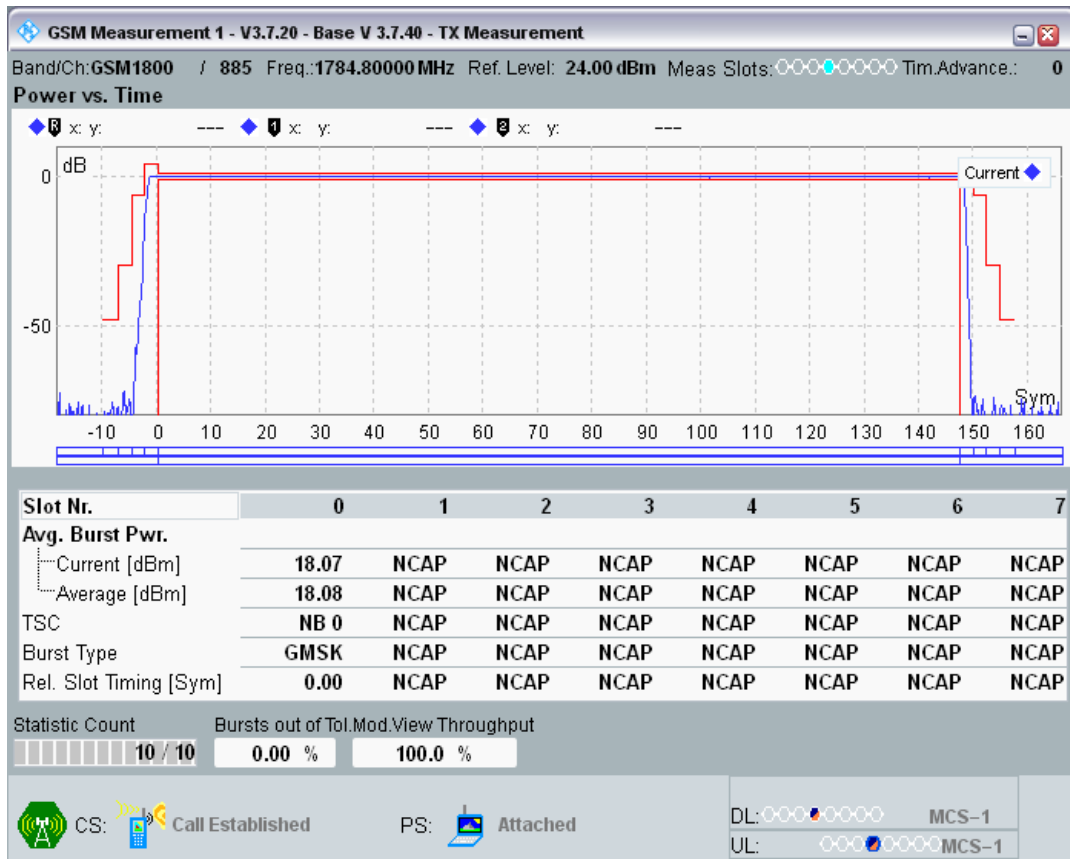 GSM Measurement 1 - V3.7.20 - Base V 3.7.40 - TX Measurement
Band/Ch:GSM1800 / 885 Freq.:1784.80000 MHz Ref. Level: 24.00 dBm Meas Slots: Tim.Advance.: 0
Power vs. Time
R x: y: --- 1 x: y: --- 2 x: y: ---
dB
Current
0
-50
Sym
-10 0 10 20 30 40 50 60 70 80 90 100 110 120 130 140 150 160
Slot Nr. 0 1 2 3 4 5 6 7
Avg. Burst Pwr.
Current [dBm] 18.07 NCAP NCAP NCAP NCAP NCAP NCAP NCAP
Average [dBm] 18.08 NCAP NCAP NCAP NCAP NCAP NCAP NCAP
TSC NB 0 NCAP NCAP NCAP NCAP NCAP NCAP NCAP
Burst Type GMSK NCAP NCAP NCAP NCAP NCAP NCAP NCAP
Rel. Slot Timing [Sym] 0.00 NCAP NCAP NCAP NCAP NCAP NCAP NCAP
Statistic Count Bursts out of Tol. Mod.View Throughput
10 / 10 0.00 % 100.0 %
CS: Call Established PS: Attached DL: MCS-1
UL: MCS-1